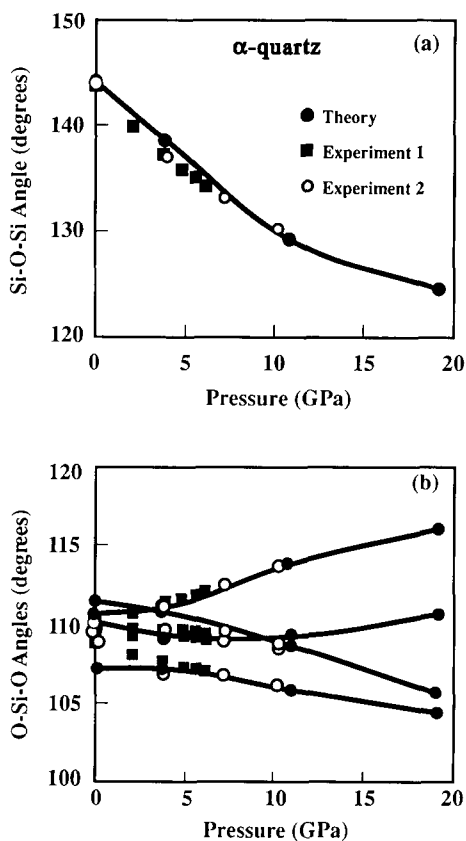 150
(a)
α-quartz
140
Theory
Experiment 1
Experiment 2
130
120
Si-O-Si Angle (degrees)
0 5 10 15 20
Pressure (GPa)
120
(b)
115
110
105
100
O-Si-O Angles (degrees)
0 5 10 15 20
Pressure (GPa)